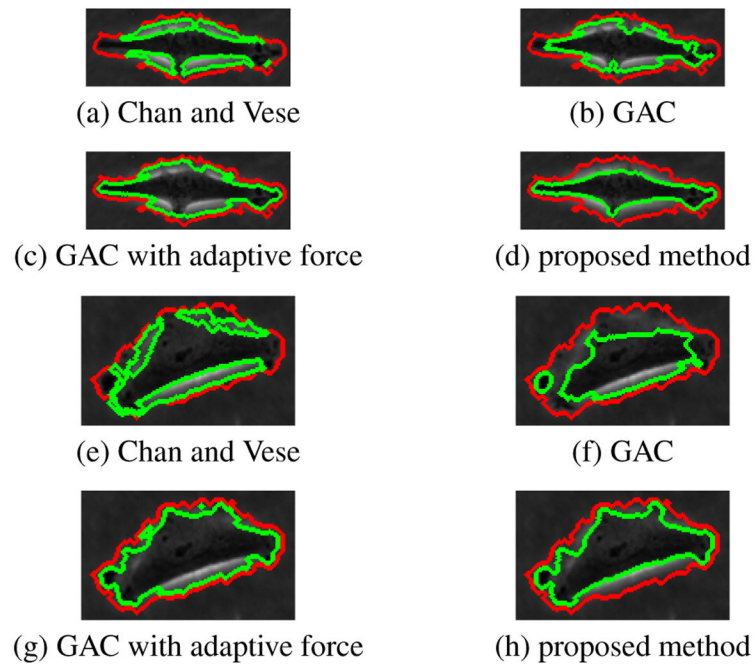 (a) Chan and Vese
(b) GAC
(c) GAC with adaptive force
(d) proposed method
(e) Chan and Vese
(f) GAC
(g) GAC with adaptive force
(h) proposed method